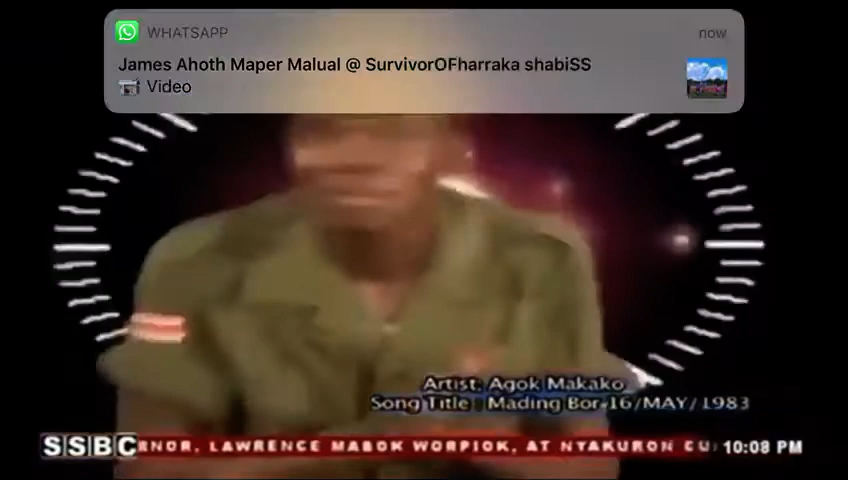 WHATSAPP
now
James Ahoth Maper Malual @ SurvivorOFharraka shabiSS
Video
Artist, Agok Makako
Song Title : Mading Bor-16/MAY/1983
SSBC
RNOR, LAWRENCE MABOK WORPIOK, AT NYAKURON CU
10:08 PM